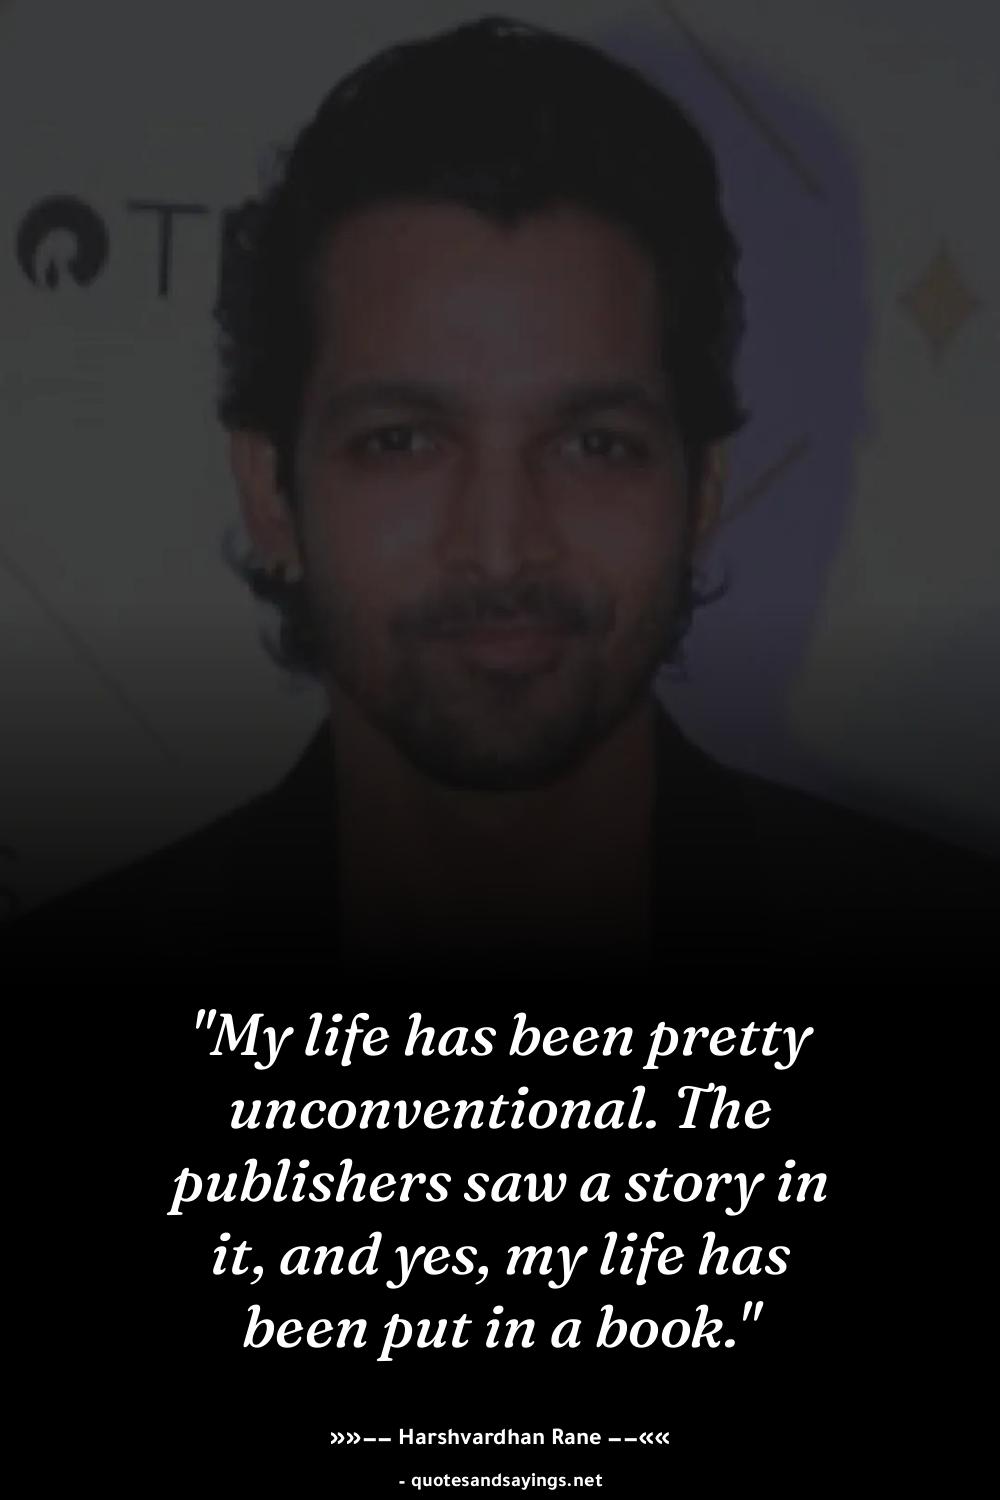 T
"My life has been pretty
unconventional. The
publishers saw a story in
it, and yes, my life has
been put in a book."
»»–– Harshvardhan Rane ––««
- quotesandsayings.net